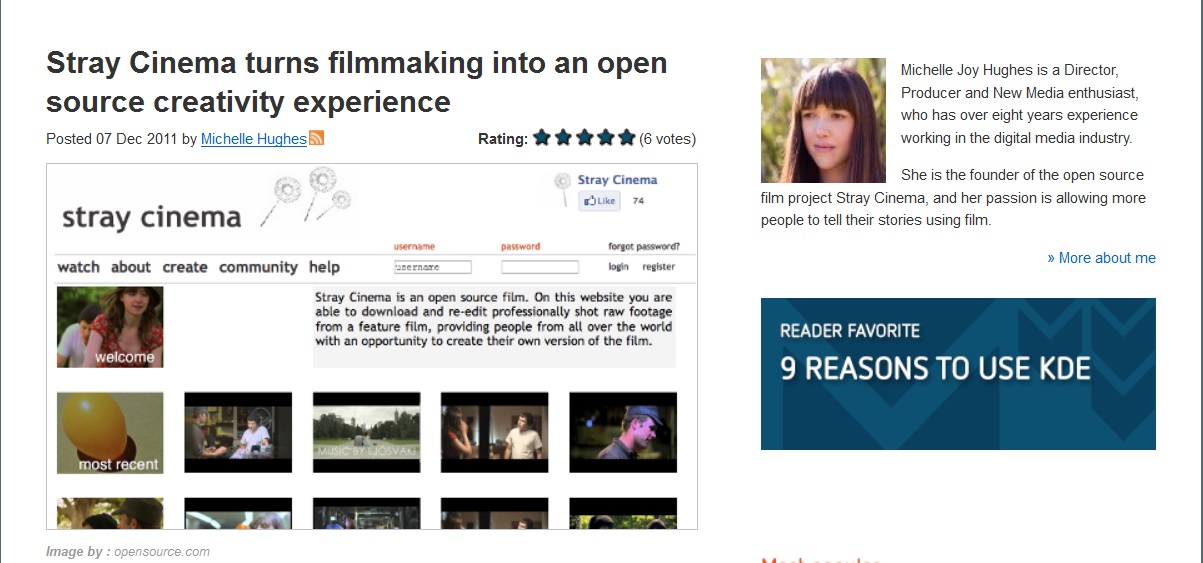 Stray Cinema turns filmmaking into an open
source creativity experience
Posted 07 Dec 2011 by Michelle Hughes
Rating: (6 votes)
stray cinema
Stray Cinema
Like 74
username password forgot password?
watch about create community help
username
login register
welcome
Stray Cinema is an open source film. On this website you are
able to download and re-edit professionally shot raw footage
from a feature film, providing people from all over the world
with an opportunity to create their own version of the film.
most recent
MUSIC BY LJOSVAKI
Image by : opensource.com
Michelle Joy Hughes is a Director,
Producer and New Media enthusiast,
who has over eight years experience
working in the digital media industry.
She is the founder of the open source
film project Stray Cinema, and her passion is allowing more
people to tell their stories using film.
» More about me
READER FAVORITE
9 REASONS TO USE KDE